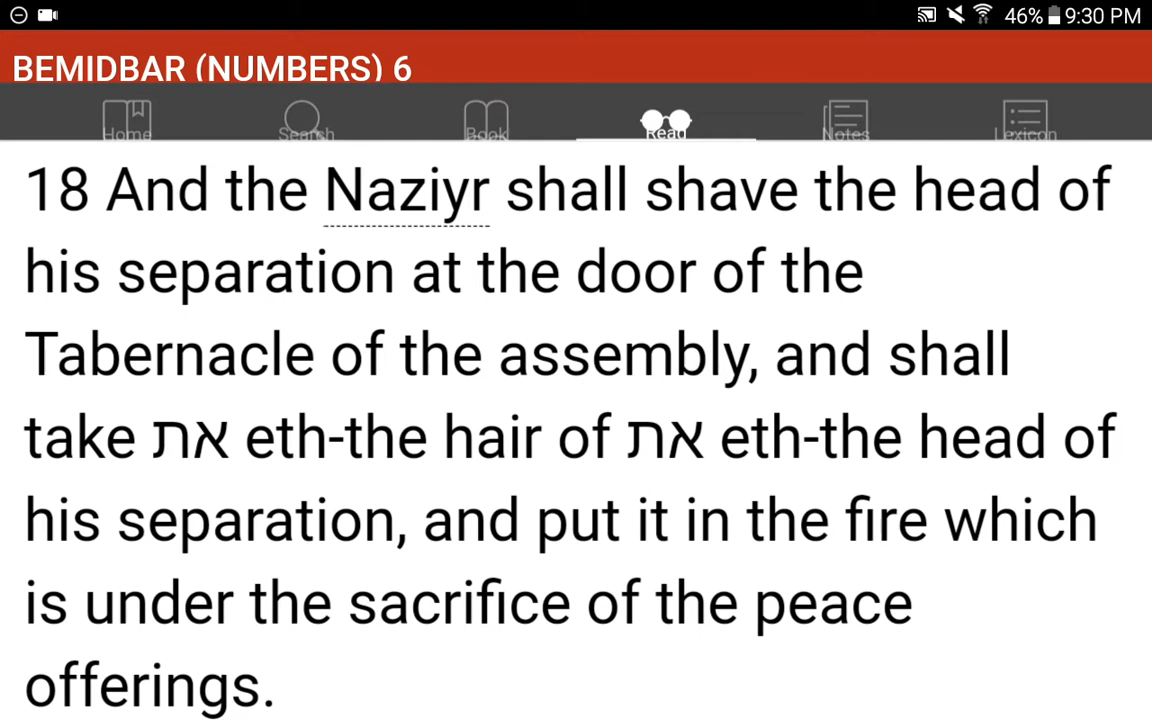 46% 9:30 PM
BEMIDBAR (NUMBERS) 6
Home Search Book Read Notes Lexicon
18 And the Naziyr shall shave the head of
his separation at the door of the
Tabernacle of the assembly, and shall
take את eth-the hair of את eth-the head of
his separation, and put it in the fire which
is under the sacrifice of the peace
offerings.